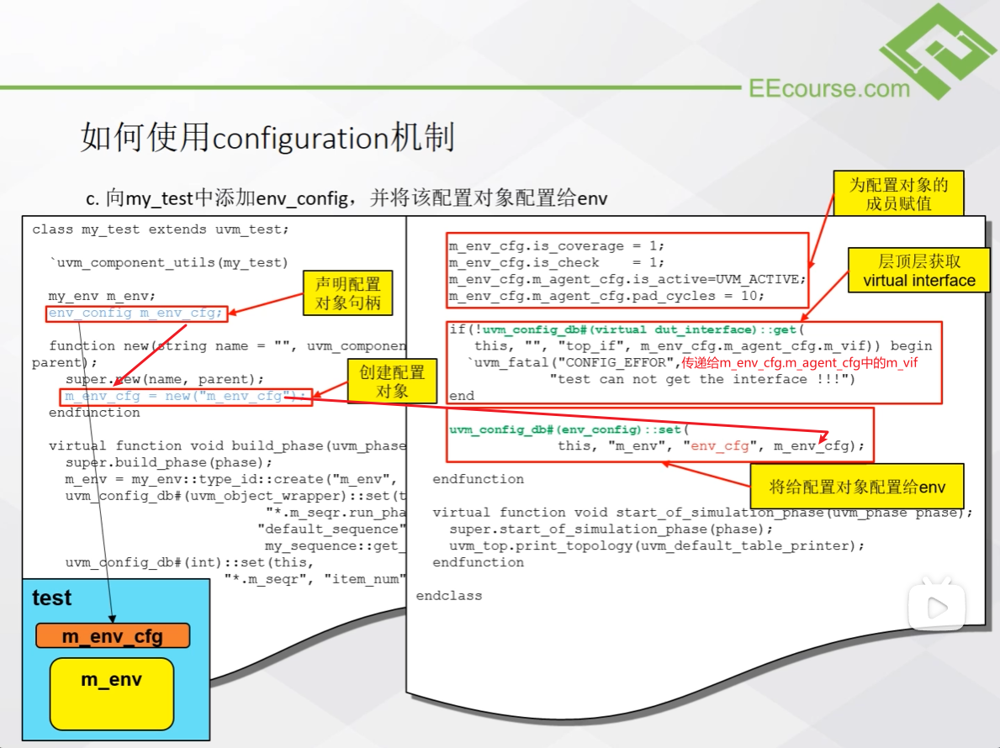 EEcourse.com
如何使用configuration机制
c. 向my_test中添加env_config，并将该配置对象配置给env
class my_test extends uvm_test;
`uvm_component_utils(my_test)
my_env m_env;
env_config m_env_cfg;
声明配置
对象句柄
function new(string name = "", uvm_componen
parent);
super.new(name, parent);
m_env_cfg = new("m_env_cfg");
创建配置
对象
endfunction
virtual function void build_phase(uvm_phase
super.build_phase(phase);
m_env = my_env::type_id::create("m_env",
uvm_config_db#(uvm_object_wrapper)::set(t
"*.m_seqr.run_pha
"default_sequence"
my_sequence::get_
uvm_config_db#(int)::set(this,
"*.m_seqr", "item_num"
test
m_env_cfg
m_env
为配置对象的
成员赋值
m_env_cfg.is_coverage = 1;
m_env_cfg.is_check = 1;
m_env_cfg.m_agent_cfg.is_active=UVM_ACTIVE;
m_env_cfg.m_agent_cfg.pad_cycles = 10;
层顶层获取
virtual interface
if(!uvm_config_db#(virtual dut_interface)::get(
this, "", "top_if", m_env_cfg.m_agent_cfg.m_vif)) begin
`uvm_fatal("CONFIG_EFFOR",传递给m_env_cfg.m_agent_cfg中的m_vif
"test can not get the interface !!!")
end
uvm_config_db#(env_config)::set(
this, "m_env", "env_cfg", m_env_cfg);
将给配置对象配置给env
endfunction
virtual function void start_of_simulation_phase(uvm_phase phase);
super.start_of_simulation_phase(phase);
uvm_top.print_topology(uvm_default_table_printer);
endfunction
endclass